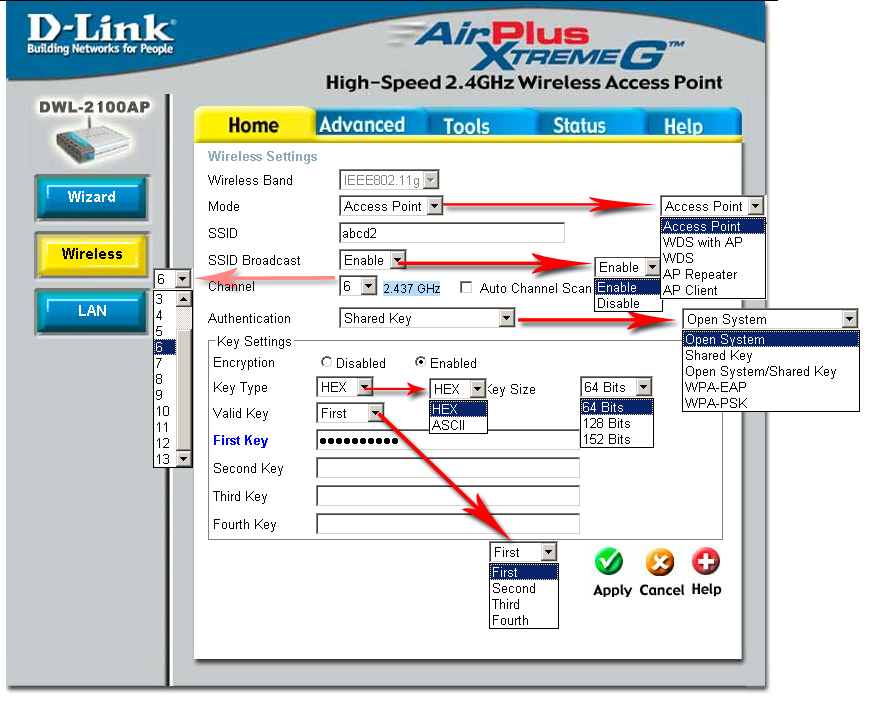 D-Link
Building Networks for People
AirPlus
XTREME G™
High-Speed 2.4GHz Wireless Access Point
DWL-2100AP
Home Advanced Tools Status Help
Wizard
Wireless
LAN
Wireless Settings
Wireless Band IEEE802.11g
Mode Access Point Access Point
Access Point
WDS with AP
WDS
AP Repeater
AP Client
SSID abcd2
SSID Broadcast Enable Enable
Enable
Disable
Channel 6 2.437 GHz Auto Channel Scan
6
3
4
5
6
7
8
9
10
11
12
13
Authentication Shared Key Open System
Open System
Shared Key
Open System/Shared Key
WPA-EAP
WPA-PSK
Key Settings
Encryption Disabled Enabled
Key Type HEX HEX Key Size 64 Bits
HEX
ASCII
64 Bits
128 Bits
152 Bits
Valid Key First
First Key ●●●●●●●●●●
Second Key
Third Key
Fourth Key
First
First
Second
Third
Fourth
Apply Cancel Help